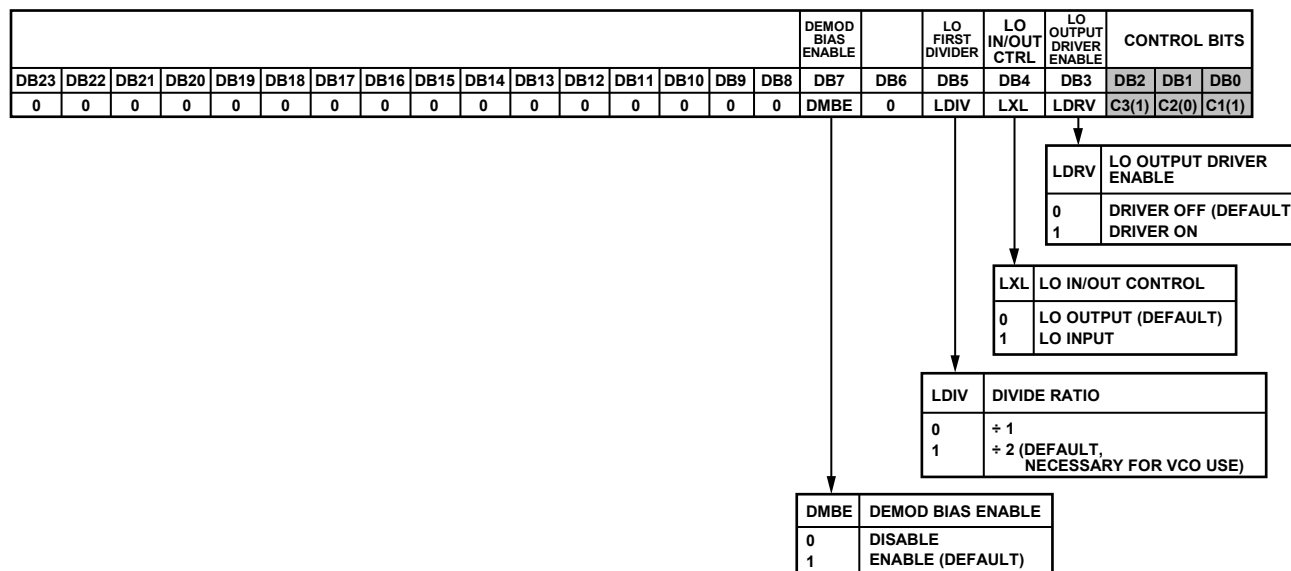 DEMOD BIAS ENABLE LO FIRST DIVIDER LO IN/OUT CTRL LO OUTPUT DRIVER ENABLE CONTROL BITS
DB23 DB22 DB21 DB20 DB19 DB18 DB17 DB16 DB15 DB14 DB13 DB12 DB11 DB10 DB9 DB8 DB7 DB6 DB5 DB4 DB3 DB2 DB1 DB0
0 0 0 0 0 0 0 0 0 0 0 0 0 0 0 0 DMBE 0 LDIV LXL LDRV C3(1) C2(0) C1(1)
LDRV LO OUTPUT DRIVER
ENABLE
0 DRIVER OFF (DEFAULT
1 DRIVER ON
LXL LO IN/OUT CONTROL
0 LO OUTPUT (DEFAULT)
1 LO INPUT
LDIV DIVIDE RATIO
0 ÷ 1
1 ÷ 2 (DEFAULT,
NECESSARY FOR VCO USE)
DMBE DEMOD BIAS ENABLE
0 DISABLE
1 ENABLE (DEFAULT)